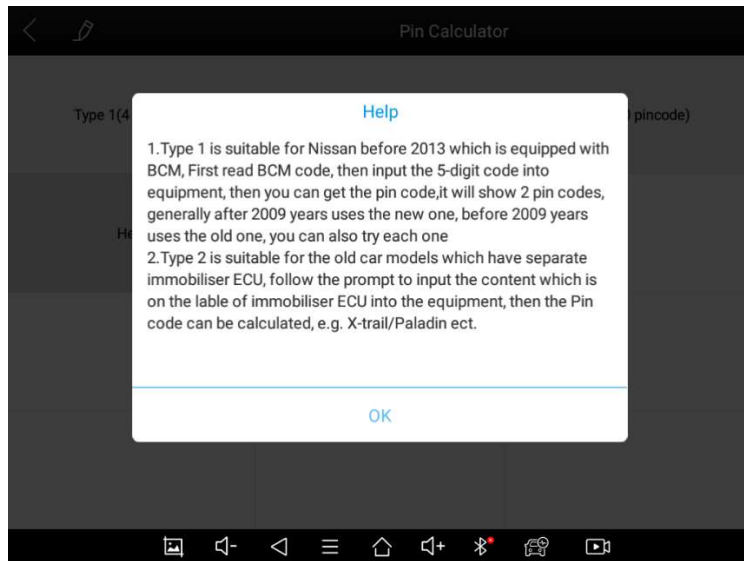 Pin Calculator
Type 1(4
pincode)
Help
1.Type 1 is suitable for Nissan before 2013 which is equipped with
BCM, First read BCM code, then input the 5-digit code into
equipment, then you can get the pin code,it will show 2 pin codes,
generally after 2009 years uses the new one, before 2009 years
uses the old one, you can also try each one
2.Type 2 is suitable for the old car models which have separate
immobiliser ECU, follow the prompt to input the content which is
on the lable of immobiliser ECU into the equipment, then the Pin
code can be calculated, e.g. X-trail/Paladin ect.
He
OK